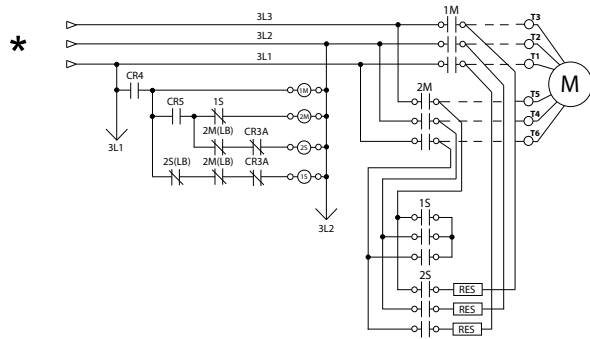 *
3L3
3L2
3L1
1M
T3
T2
T1
M
CR4
1M
CR5
1S
2M
2M
T5
T4
T6
2M(LB)
CR3A
2S
2S(LB)
2M(LB)
CR3A
1S
3L1
3L2
1S
2S
RES
RES
RES